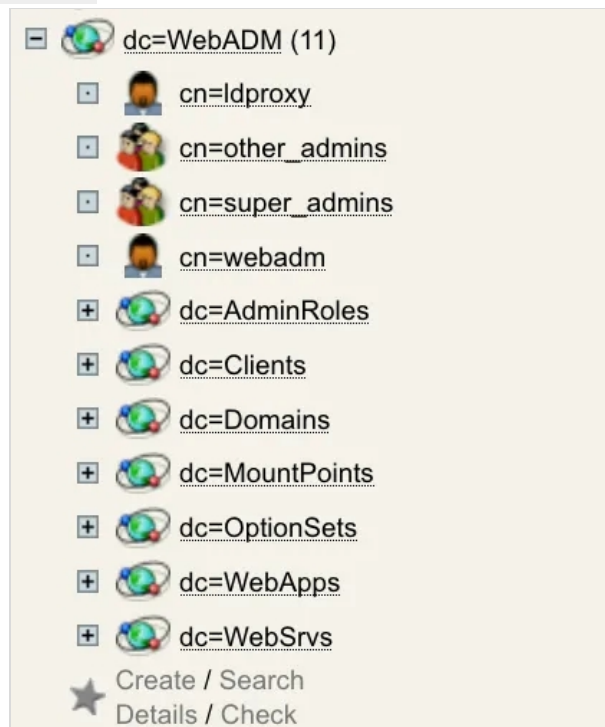 dc=WebADM (11)
cn=ldproxy
cn=other_admins
cn=super_admins
cn=webadm
dc=AdminRoles
dc=Clients
dc=Domains
dc=MountPoints
dc=OptionSets
dc=WebApps
dc=WebSrvs
Create / Search
Details / Check